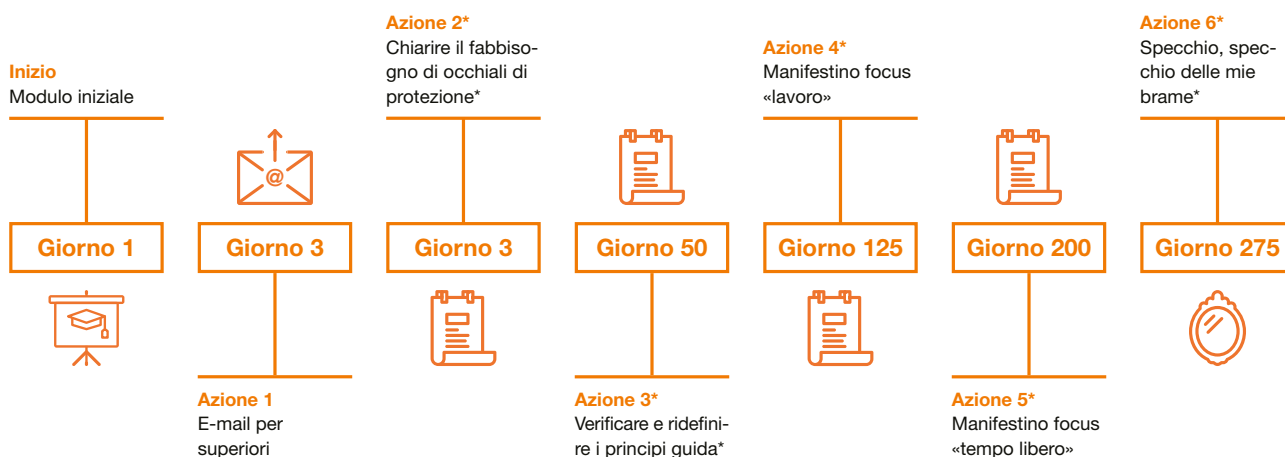 Inizio
Modulo iniziale
Giorno 1
Giorno 3
@
Azione 1
E-mail per
superiori
Azione 2*
Chiarire il fabbiso-
gno di occhiali di
protezione*
Giorno 3
Giorno 50
Azione 3*
Verificare e ridefini-
re i principi guida*
Azione 4*
Manifestino focus
«lavoro»
Giorno 125
Giorno 200
Azione 5*
Manifestino focus
«tempo libero»
Azione 6*
Specchio, spec-
chio delle mie
brame*
Giorno 275